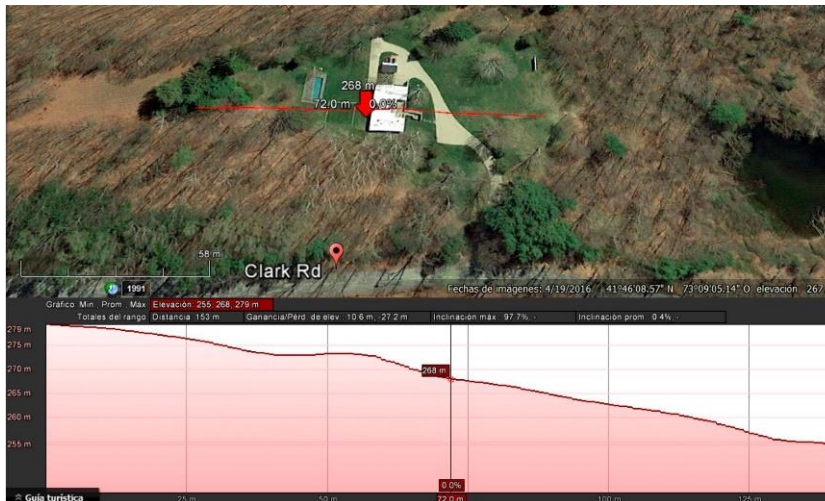 268 m
72.0 m 0.0%
58 m
Clark Rd
1991
Fechas de imágenes: 4/19/2016 41°46'08.57" N 73°09'05.14" O elevación 267
Gráfico Mín., Prom., Máx. Elevación: 255, 268, 279 m
Totales del rango: Distancia: 153 m Ganancia/Pérd. de elev.: 10.6 m, -27.2 m Inclinación máx.: 97.7%, - Inclinación prom.: 0.4%, -
279 m
275 m
270 m
268 m
265 m
260 m
255 m
0.0%
Guía turística 25 m 50 m 72.0 m 100 m 125 m